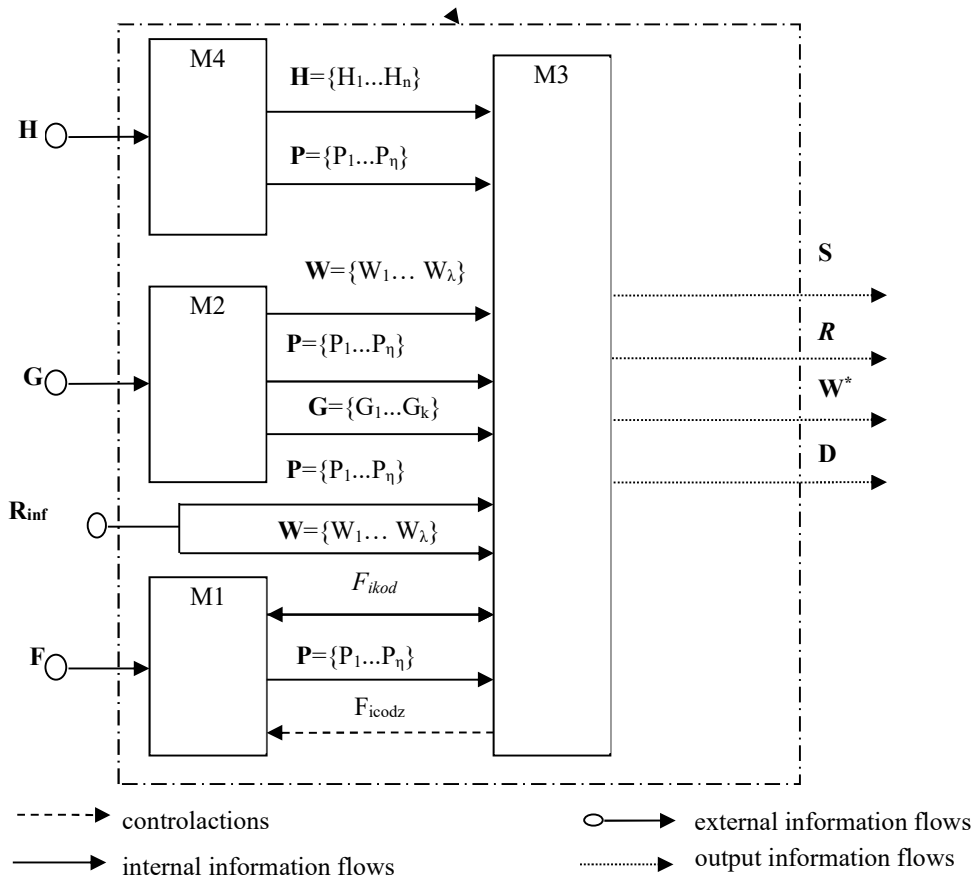 M4
H={H1...Hn}
M3
H
P={P1...Pη}
S
W={W1… Wλ}
M2
R
P={P1...Pη}
G
W*
G={G1...Gk}
D
P={P1...Pη}
Rinf
W={W1… Wλ}
Fikod
M1
F
P={P1...Pη}
Ficodz
controlactions
external information flows
internal information flows
output information flows